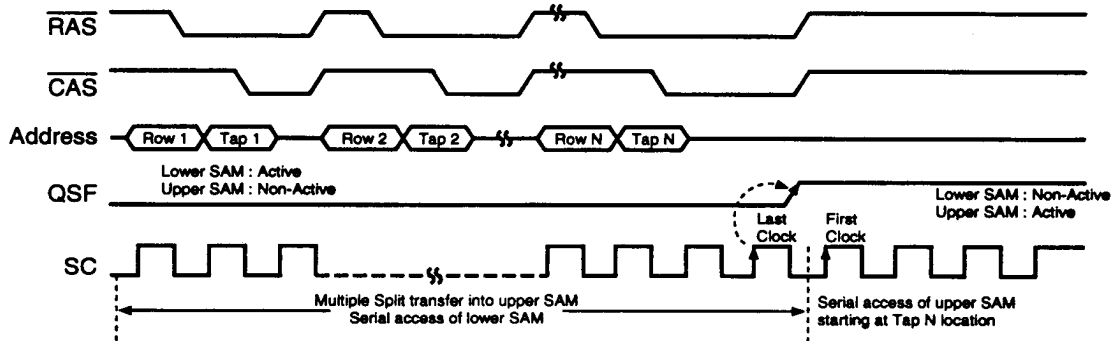 RAS
CAS
Address
Row 1
Tap 1
Row 2
Tap 2
Row N
Tap N
Lower SAM : Active
Upper SAM : Non-Active
QSF
Lower SAM : Non-Active
Upper SAM : Active
Last
Clock
First
Clock
SC
Multiple Split transfer into upper SAM
Serial access of lower SAM
Serial access of upper SAM
starting at Tap N location